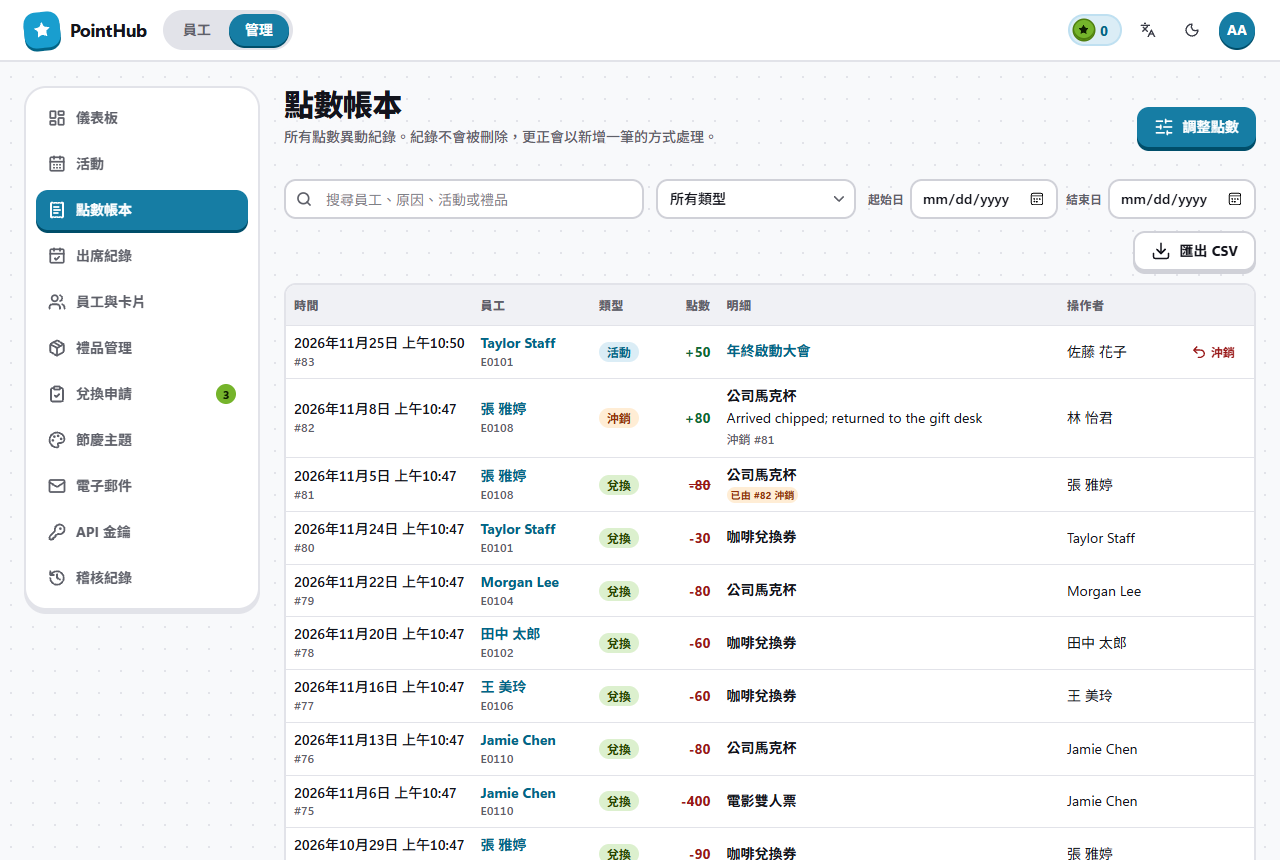 PointHub
員工
管理
0
AA
儀表板
活動
點數帳本
出席紀錄
員工與卡片
禮品管理
兌換申請
3
節慶主題
電子郵件
API 金鑰
稽核紀錄
點數帳本
所有點數異動紀錄。紀錄不會被刪除，更正會以新增一筆的方式處理。
調整點數
搜尋員工、原因、活動或禮品
所有類型
起始日
mm/dd/yyyy
結束日
mm/dd/yyyy
匯出 CSV
時間 員工 類型 點數 明細 操作者
2026年11月25日 上午10:50 Taylor Staff 活動 +50 年終啟動大會 佐藤 花子 沖銷
#83 E0101
公司馬克杯
2026年11月8日 上午10:47 張 雅婷 沖銷 +80 Arrived chipped; returned to the gift desk 林 怡君
#82 E0108
沖銷 #81
2026年11月5日 上午10:47 張 雅婷 兌換 -80 公司馬克杯 張 雅婷
#81 E0108 已由 #82 沖銷
2026年11月24日 上午10:47 Taylor Staff 兌換 -30 咖啡兌換券 Taylor Staff
#80 E0101
2026年11月22日 上午10:47 Morgan Lee 兌換 -80 公司馬克杯 Morgan Lee
#79 E0104
2026年11月20日 上午10:47 田中 太郎 兌換 -60 咖啡兌換券 田中 太郎
#78 E0102
2026年11月16日 上午10:47 王 美玲 兌換 -60 咖啡兌換券 王 美玲
#77 E0106
2026年11月13日 上午10:47 Jamie Chen 兌換 -80 公司馬克杯 Jamie Chen
#76 E0110
2026年11月6日 上午10:47 Jamie Chen 兌換 -400 電影雙人票 Jamie Chen
#75 E0110
2026年10月29日 上午10:47 張 雅婷 兌換 -90 咖啡兌換券 張 雅婷